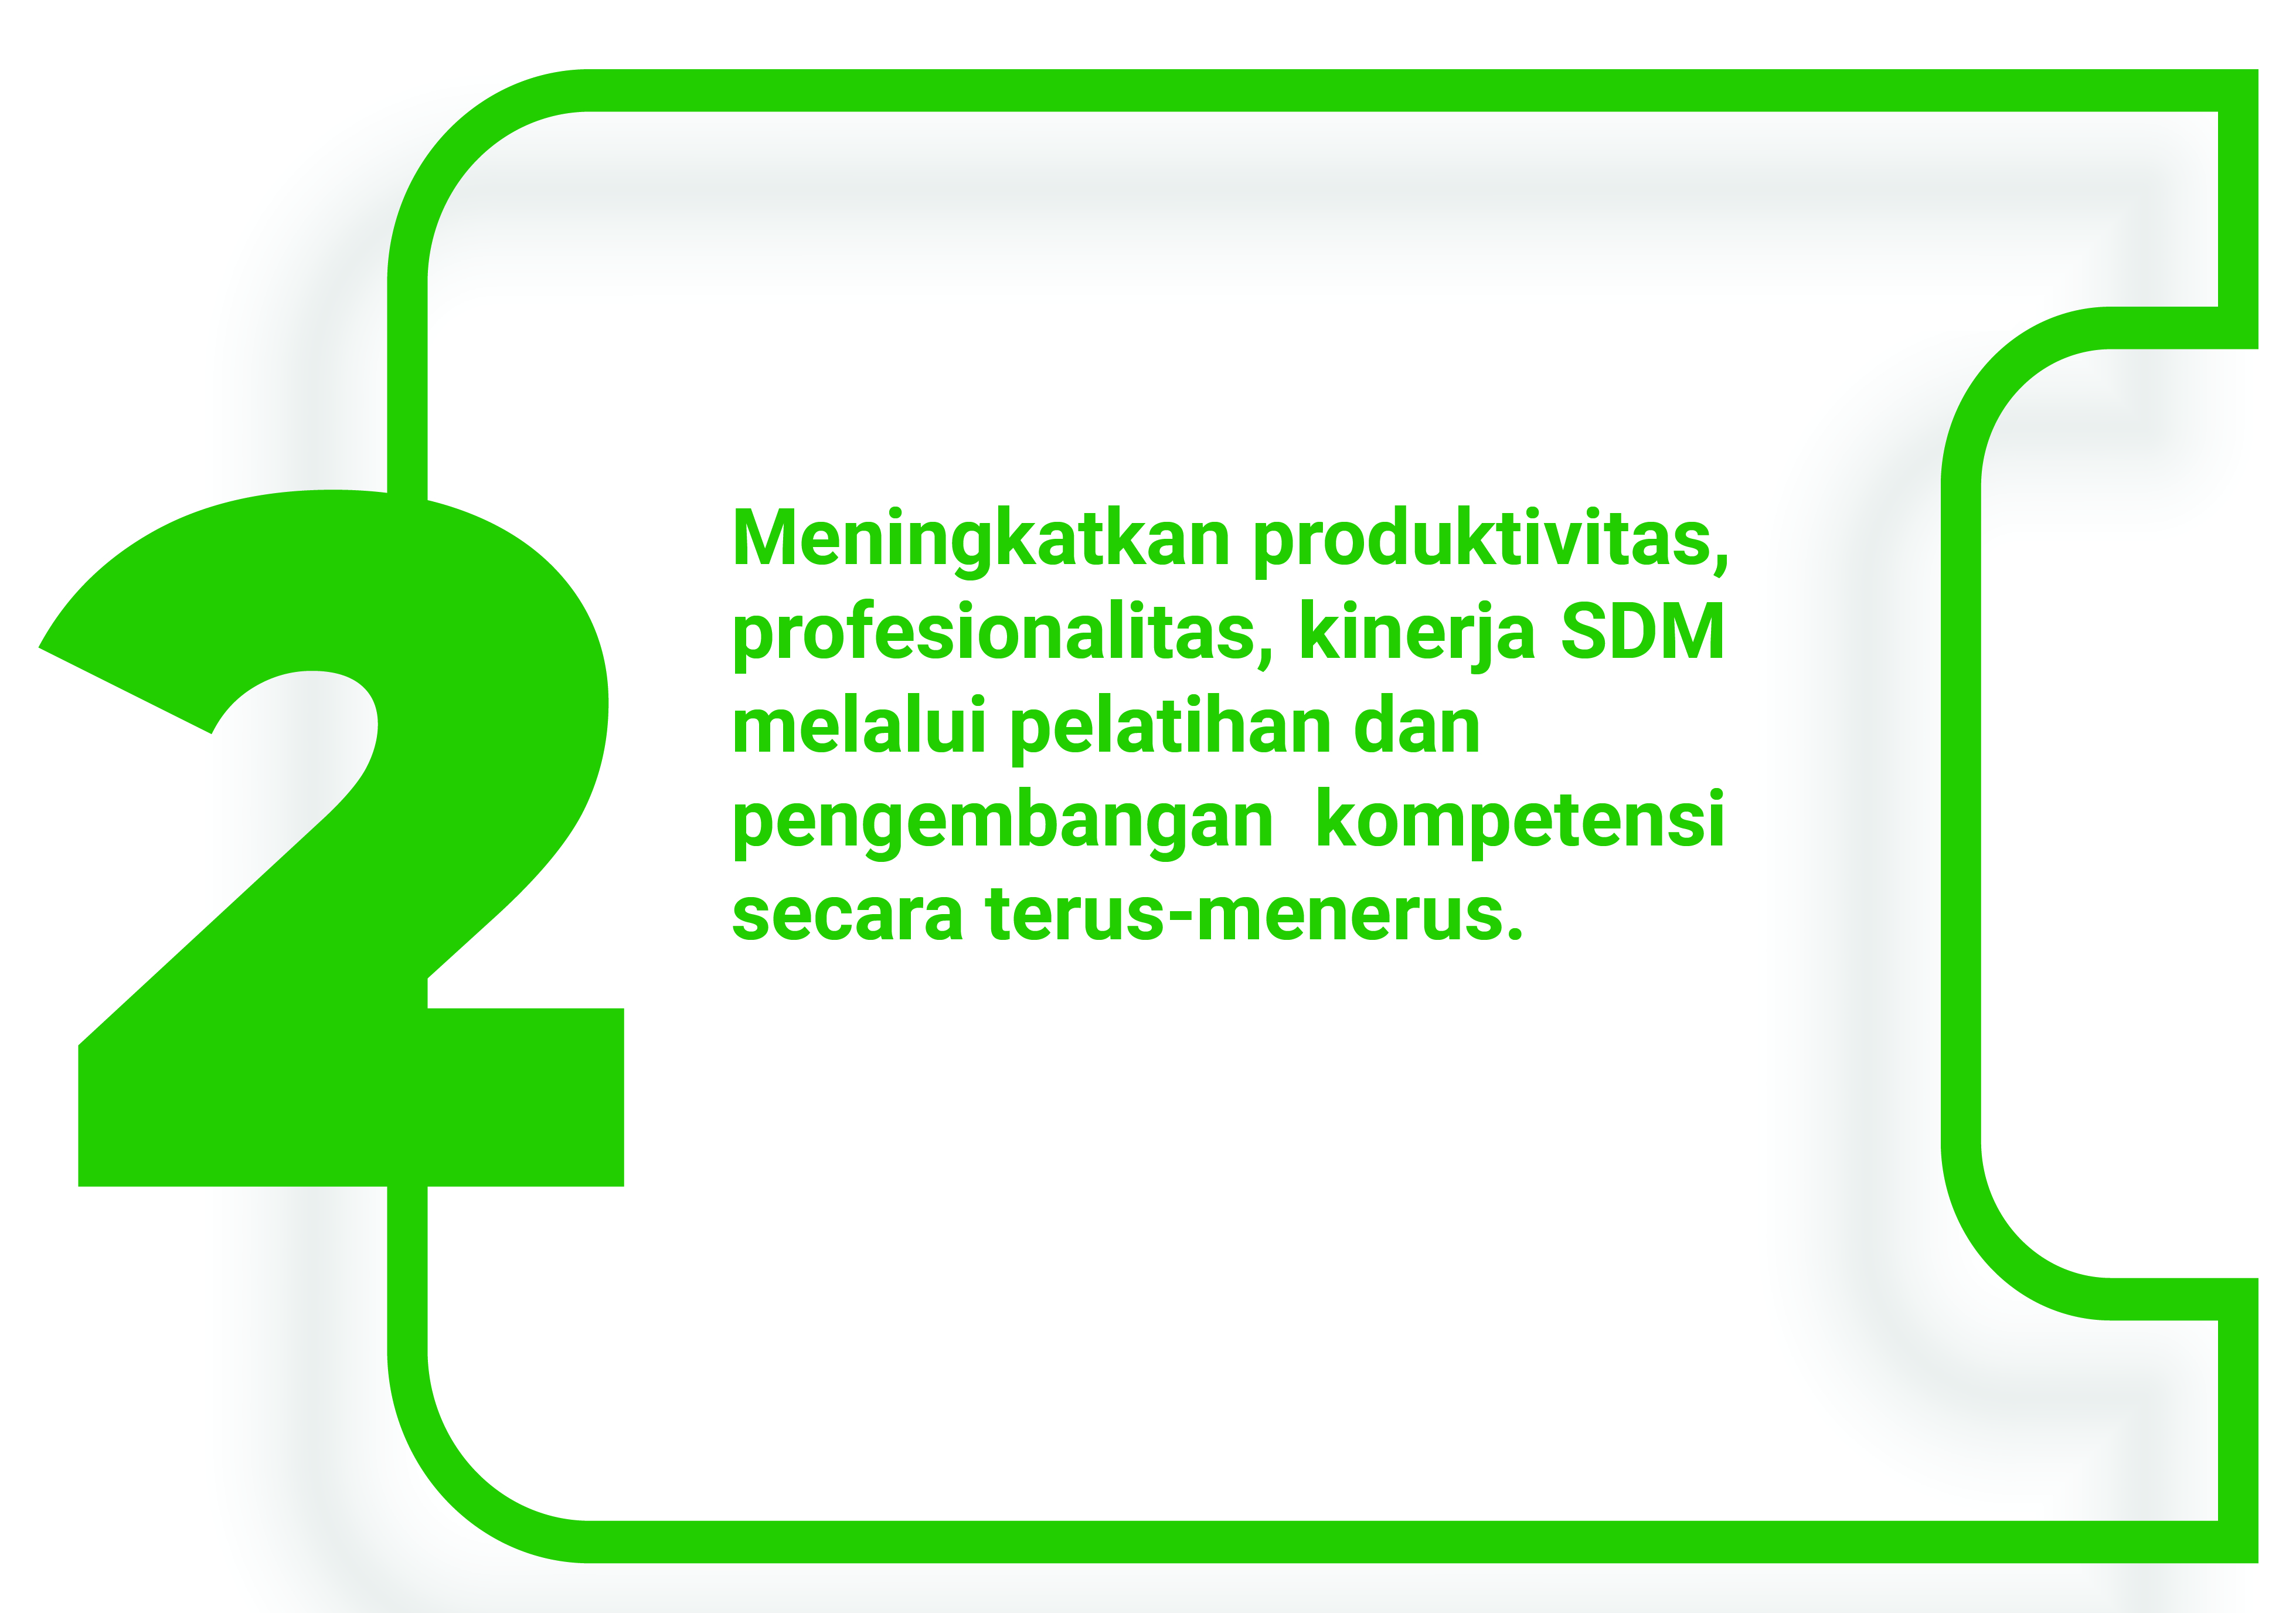 2
Meningkatkan produktivitas,
profesionalitas, kinerja SDM
melalui pelatihan dan
pengembangan  kompetensi
secara terus-menerus.